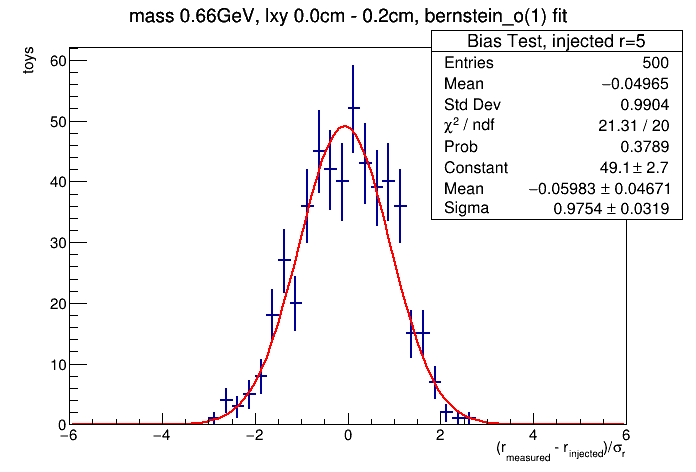 mass 0.66GeV, lxy 0.0cm - 0.2cm, bernstein_o(1) fit
Bias Test, injected r=5
Entries 500
Mean −0.04965
Std Dev 0.9904
χ² / ndf 21.31 / 20
Prob 0.3789
Constant 49.1 ± 2.7
Mean −0.05983 ± 0.04671
Sigma 0.9754 ± 0.0319
toys
60
50
40
30
20
10
0
−6 −4 −2 0 2 4 6
(r_measured - r_injected)/σ_r